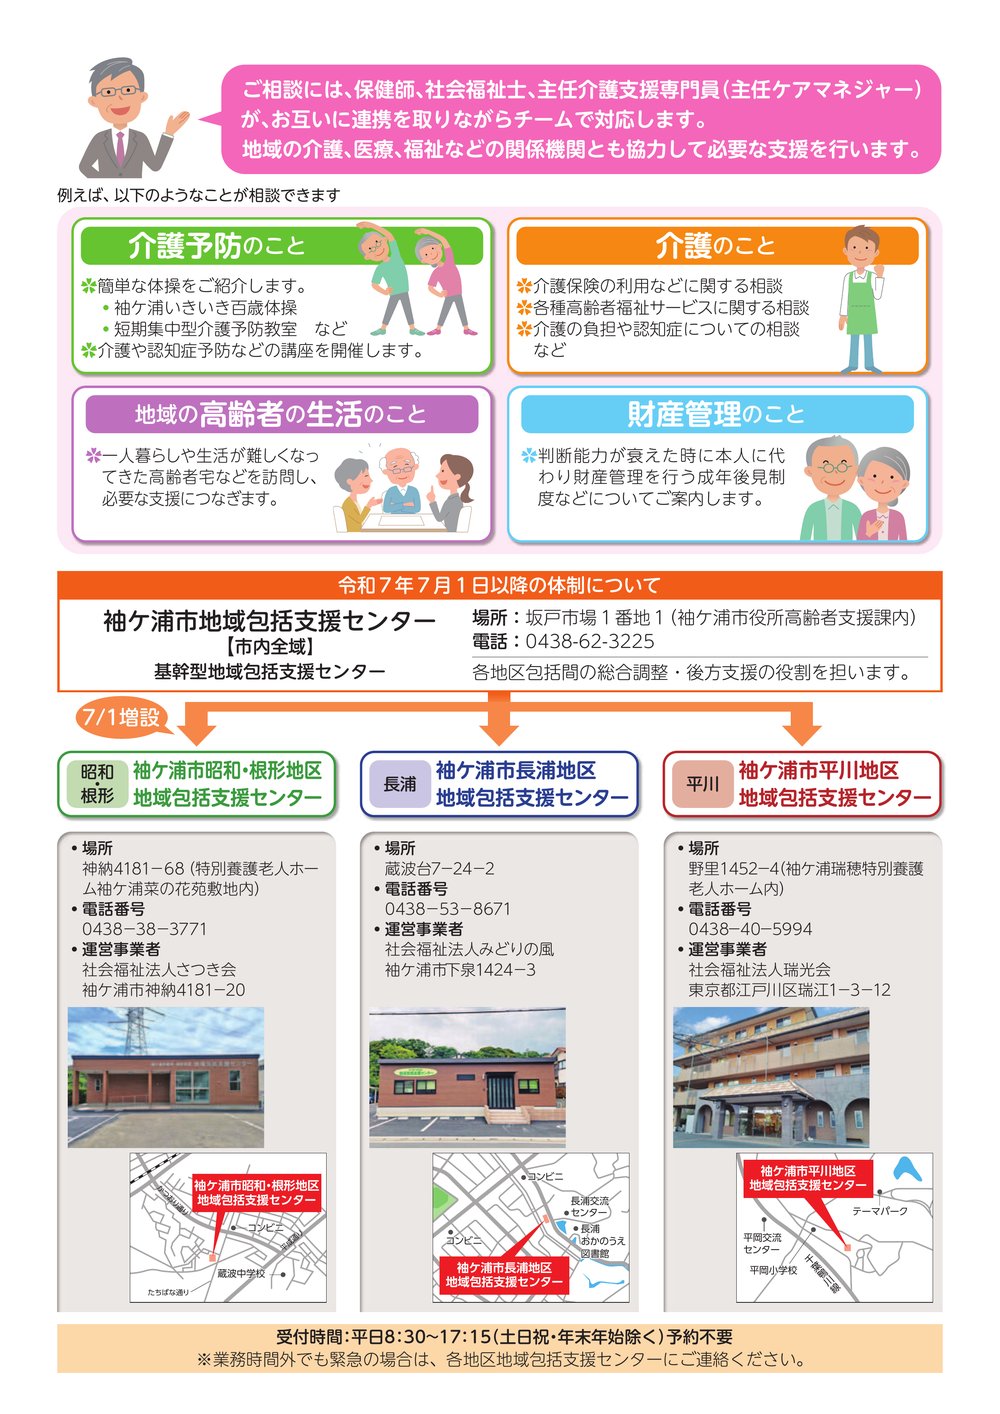 ご相談には、保健師、社会福祉士、主任介護支援専門員（主任ケアマネジャー）
が、お互いに連携を取りながらチームで対応します。
地域の介護、医療、福祉などの関係機関とも協力して必要な支援を行います。
例えば、以下のようなことが相談できます
介護予防のこと
✽簡単な体操をご紹介します。
・袖ケ浦いきいき百歳体操
・短期集中型介護予防教室　など
✽介護や認知症予防などの講座を開催します。
介護のこと
✽介護保険の利用などに関する相談
✽各種高齢者福祉サービスに関する相談
✽介護の負担や認知症についての相談
など
地域の高齢者の生活のこと
✽一人暮らしや生活が難しくなっ
てきた高齢者宅などを訪問し、
必要な支援につなぎます。
財産管理のこと
✽判断能力が衰えた時に本人に代
わり財産管理を行う成年後見制
度などについてご案内します。
令和７年７月１日以降の体制について
袖ケ浦市地域包括支援センター
【市内全域】
基幹型地域包括支援センター
場所：坂戸市場１番地１（袖ケ浦市役所高齢者支援課内）
電話：0438-62-3225
各地区包括間の総合調整・後方支援の役割を担います。
7/1増設
昭和・根形
袖ケ浦市昭和・根形地区
地域包括支援センター
・場所
神納4181－68（特別養護老人ホー
ム袖ケ浦菜の花苑敷地内）
・電話番号
0438－38－3771
・運営事業者
社会福祉法人さつき会
袖ケ浦市神納4181－20
袖ケ浦市昭和・根形地区
地域包括支援センター
コンビニ
蔵波中学校
たちばな通り
長浦
袖ケ浦市長浦地区
地域包括支援センター
・場所
蔵波台7－24－2
・電話番号
0438－53－8671
・運営事業者
社会福祉法人みどりの風
袖ケ浦市下泉1424－3
コンビニ
長浦交流
センター
長浦
おかのうえ
図書館
コンビニ
袖ケ浦市長浦地区
地域包括支援センター
平川
袖ケ浦市平川地区
地域包括支援センター
・場所
野里1452－4（袖ケ浦瑞穂特別養護
老人ホーム内）
・電話番号
0438－40－5994
・運営事業者
社会福祉法人瑞光会
東京都江戸川区瑞江1－3－12
袖ケ浦市平川地区
地域包括支援センター
テーマパーク
平岡交流
センター
平岡小学校
千葉鴨川線
受付時間：平日8：30～17：15（土日祝・年末年始除く）予約不要
※業務時間外でも緊急の場合は、各地区地域包括支援センターにご連絡ください。